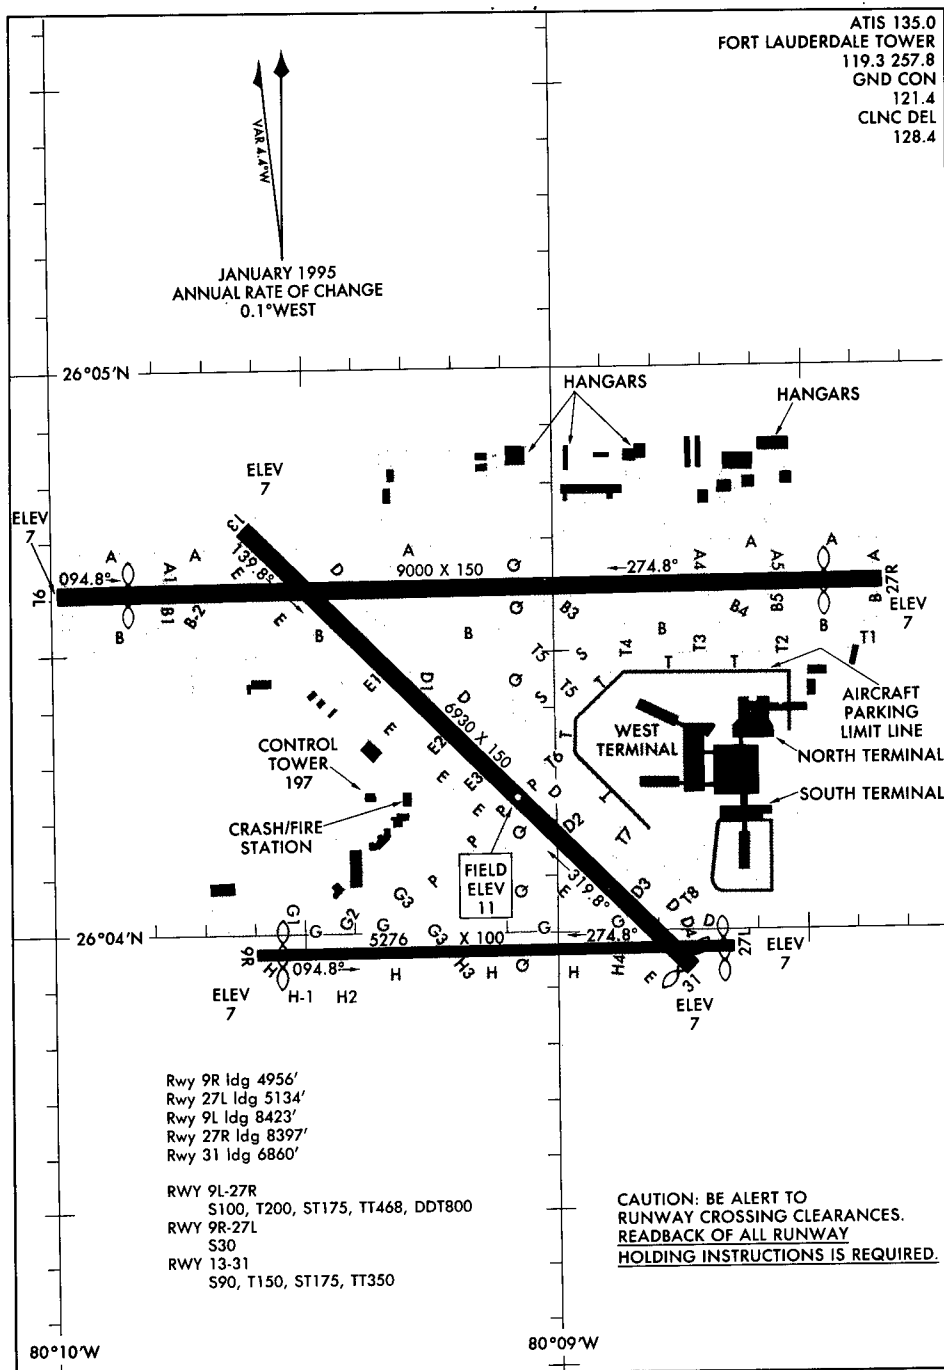 ATIS 135.0
FORT LAUDERDALE TOWER
119.3 257.8
GND CON
121.4
CLNC DEL
128.4
VAR 4.4°W
JANUARY 1995
ANNUAL RATE OF CHANGE
0.1°WEST
26°05'N
HANGARS
HANGARS
ELEV
7
ELEV
7
13
139.8°
A
A1
A
E
D
A
9000 X 150
Q
274.8°
A4
A
A5
A
A
094.8°
9L
27R
B
B1
B-2
E
B
B
Q
B3
B
B4
B5
B
B
ELEV
7
T5
S
T4
T3
T2
T1
T
T
E1
D1
D
Q
S
T5
T
AIRCRAFT
PARKING
LIMIT LINE
6930 X 150
E
E2
T
WEST
TERMINAL
NORTH TERMINAL
CONTROL
TOWER
197
E
E3
P
D
T6
T
SOUTH TERMINAL
CRASH/FIRE
STATION
E
P
Q
D2
T7
P
FIELD
ELEV
11
319.8°
P
Q
E
D3
D
T8
G1
G2
G3
G
G
G3
G
G
D4
D
26°04'N
5276 X 100
274.8°
27L
ELEV
7
9R
H
094.8°
H
H3
H
Q
H
H4
E
31
H-1
H2
ELEV
7
ELEV
7
Rwy 9R ldg 4956'
Rwy 27L ldg 5134'
Rwy 9L ldg 8423'
Rwy 27R ldg 8397'
Rwy 31 ldg 6860'
RWY 9L-27R
S100, T200, ST175, TT468, DDT800
RWY 9R-27L
S30
RWY 13-31
S90, T150, ST175, TT350
CAUTION: BE ALERT TO
RUNWAY CROSSING CLEARANCES.
READBACK OF ALL RUNWAY
HOLDING INSTRUCTIONS IS REQUIRED.
80°10'W
80°09'W